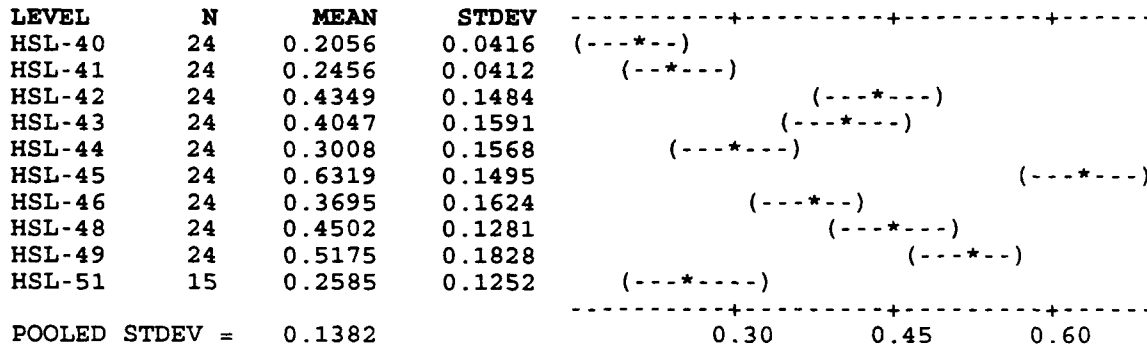 LEVEL N MEAN STDEV ----------+---------+---------+------
HSL-40 24 0.2056 0.0416 (---*--)
HSL-41 24 0.2456 0.0412 (--*---)
HSL-42 24 0.4349 0.1484 (---*---)
HSL-43 24 0.4047 0.1591 (---*---)
HSL-44 24 0.3008 0.1568 (---*---)
HSL-45 24 0.6319 0.1495 (---*---)
HSL-46 24 0.3695 0.1624 (---*--)
HSL-48 24 0.4502 0.1281 (---*---)
HSL-49 24 0.5175 0.1828 (---*--)
HSL-51 15 0.2585 0.1252 (---*----)
----------+---------+---------+------
POOLED STDEV = 0.1382 0.30 0.45 0.60